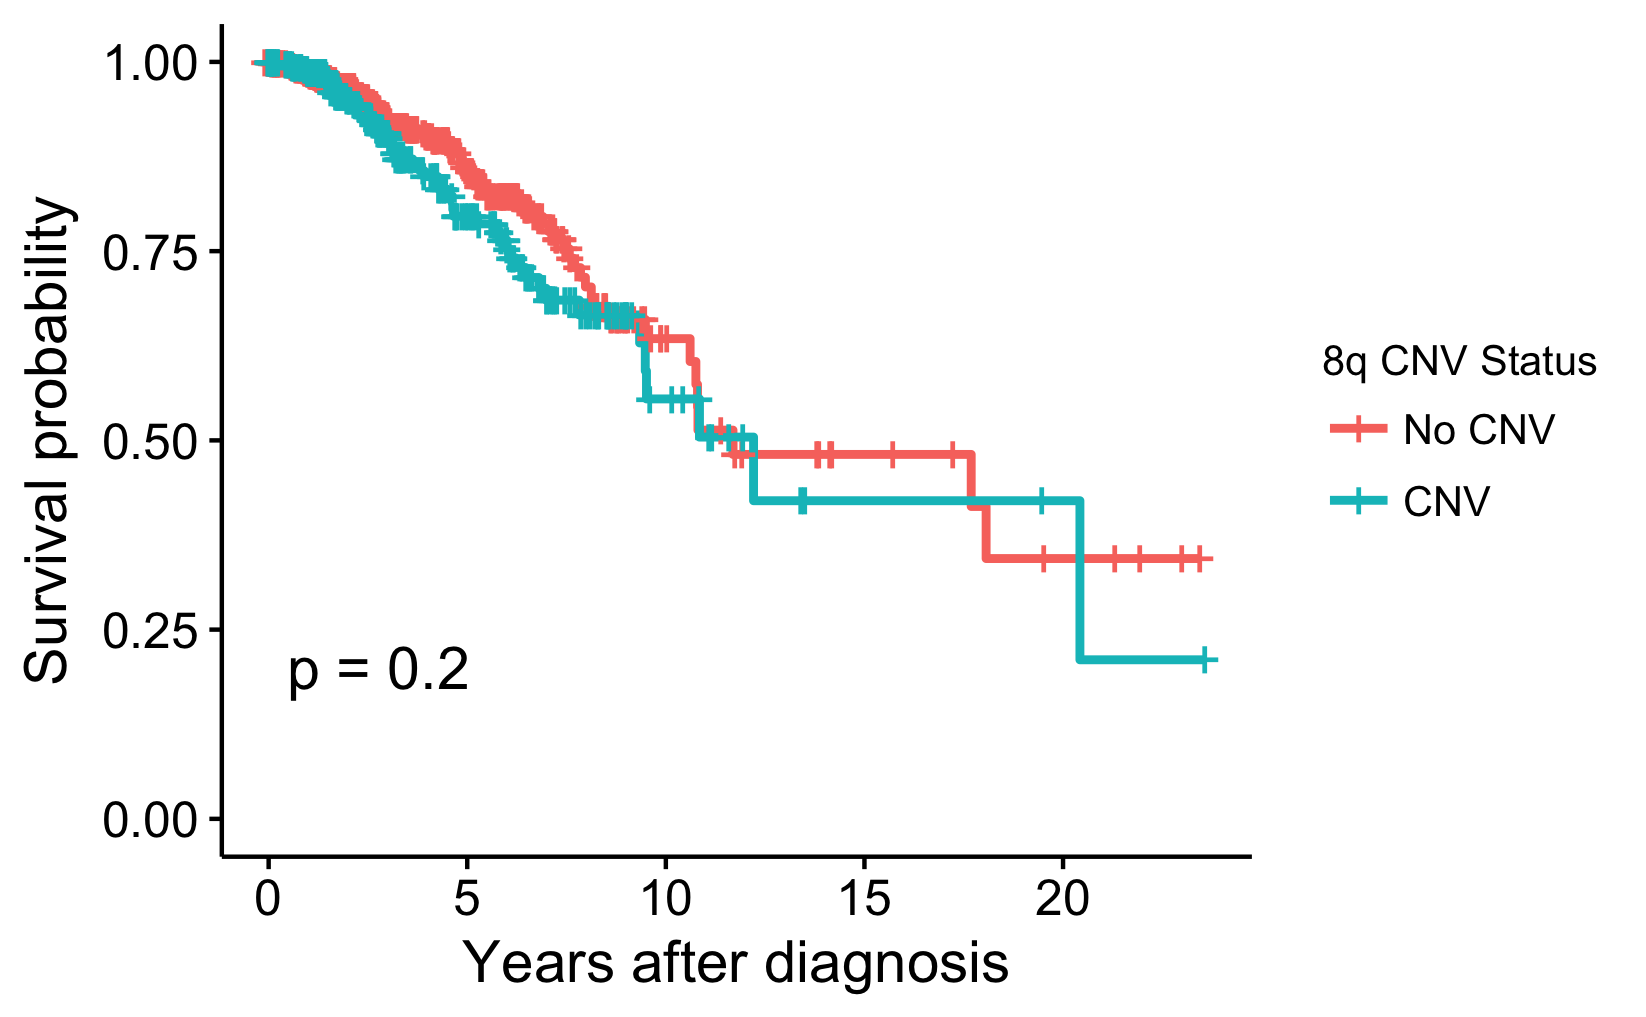 1.00
0.75
0.50
0.25
0.00
Survival probability
p = 0.2
0 5 10 15 20
Years after diagnosis
8q CNV Status
No CNV
CNV